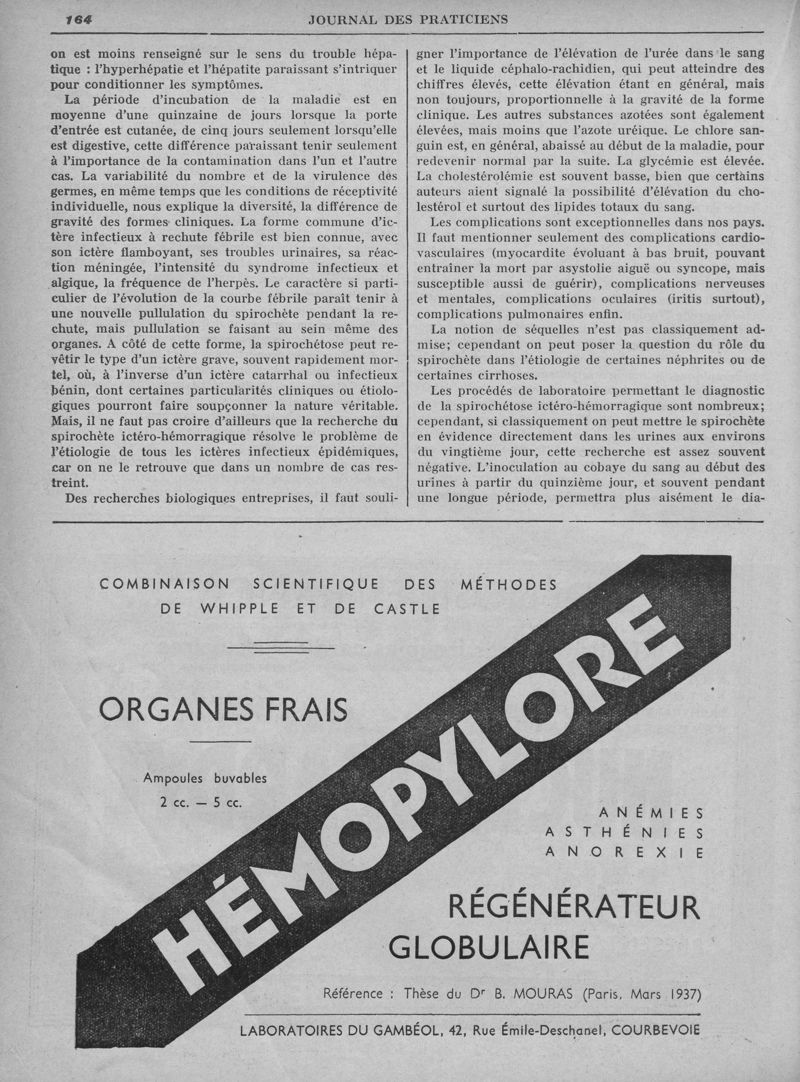 164
JOURNAL DES PRATICIENS
on est moins renseigné sur le sens du trouble hépa-
tique : l'hyperhépatie et l'hépatite paraissant s'intriquer
pour conditionner les symptômes.
La période d'incubation de la maladie est en
moyenne d'une quinzaine de jours lorsque la porte
d'entrée est cutanée, de cinq jours seulement lorsqu'elle
est digestive, cette différence paraissant tenir seulement
à l'importance de la contamination dans l'un et l'autre
cas. La variabilité du nombre et de la virulence des
germes, en même temps que les conditions de réceptivité
individuelle, nous explique la diversité, la différence de
gravité des formes cliniques. La forme commune d'ic-
tère infectieux à rechute fébrile est bien connue, avec
son ictère flamboyant, ses troubles urinaires, sa réac-
tion méningée, l'intensité du syndrome infectieux et
algique, la fréquence de l'herpès. Le caractère si parti-
culier de l'évolution de la courbe fébrile paraît tenir à
une nouvelle pullulation du spirochète pendant la re-
chute, mais pullulation se faisant au sein même des
organes. A côté de cette forme, la spirochétose peut re-
vêtir le type d'un ictère grave, souvent rapidement mor-
tel, où, à l'inverse d'un ictère catarrhal ou infectieux
bénin, dont certaines particularités cliniques ou étiolo-
giques pourront faire soupçonner la nature véritable.
Mais, il ne faut pas croire d'ailleurs que la recherche du
spirochète ictéro-hémorragique résolve le problème de
l'étiologie de tous les ictères infectieux épidémiques,
car on ne le retrouve que dans un nombre de cas res-
treint.
Des recherches biologiques entreprises, il faut souli-
gner l'importance de l'élévation de l'urée dans le sang
et le liquide céphalo-rachidien, qui peut atteindre des
chiffres élevés, cette élévation étant en général, mais
non toujours, proportionnelle à la gravité de la forme
clinique. Les autres substances azotées sont également
élevées, mais moins que l'azote uréique. Le chlore san-
guin est, en général, abaissé au début de la maladie, pour
redevenir normal par la suite. La glycémie est élevée.
La cholestérolémie est souvent basse, bien que certains
auteurs aient signalé la possibilité d'élévation du cho-
lestérol et surtout des lipides totaux du sang.
Les complications sont exceptionnelles dans nos pays.
Il faut mentionner seulement des complications cardio-
vasculaires (myocardite évoluant à bas bruit, pouvant
entraîner la mort par asystolie aiguë ou syncope, mais
susceptible aussi de guérir), complications nerveuses
et mentales, complications oculaires (iritis surtout),
complications pulmonaires enfin.
La notion de séquelles n'est pas classiquement ad-
mise; cependant on peut poser la question du rôle du
spirochète dans l'étiologie de certaines néphrites ou de
certaines cirrhoses.
Les procédés de laboratoire permettant le diagnostic
de la spirochétose ictéro-hémorragique sont nombreux;
cependant, si classiquement on peut mettre le spirochète
en évidence directement dans les urines aux environs
du vingtième jour, cette recherche est assez souvent
négative. L'inoculation au cobaye du sang au début des
urines à partir du quinzième jour, et souvent pendant
une longue période, permettra plus aisément le dia-
COMBINAISON SCIENTIFIQUE DES MÉTHODES
DE WHIPPLE ET DE CASTLE
ORGANES FRAIS
Ampoules buvables
2 cc. — 5 cc.
HÉMOPYLORE
ANÉMIES
ASTHÉNIES
ANOREXIE
RÉGÉNÉRATEUR
GLOBULAIRE
Référence : Thèse du Dr B. MOURAS (Paris, Mars 1937)
LABORATOIRES DU GAMBÉOL, 42, Rue Émile-Deschanel, COURBEVOIE